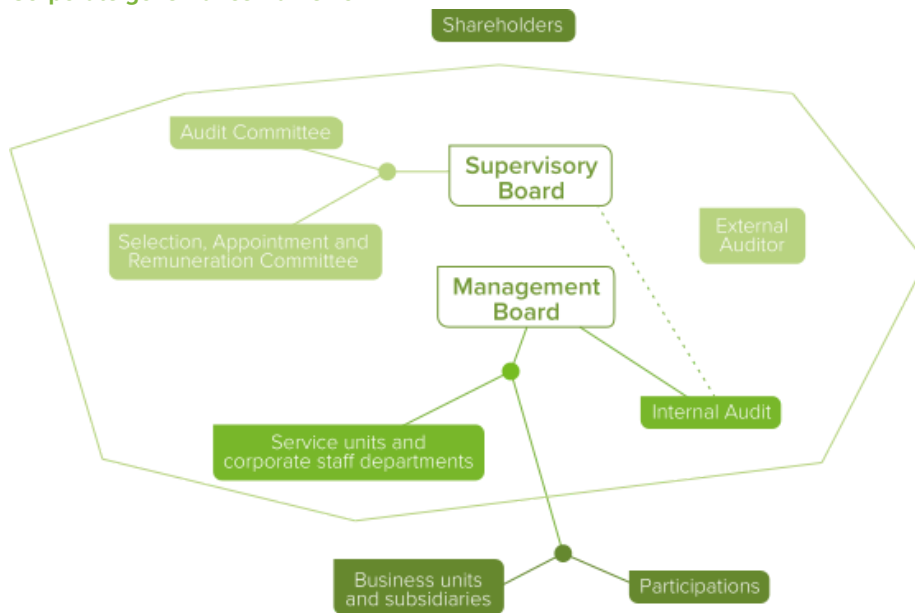 Shareholders
Audit Committee
Supervisory
Board
Selection, Appointment and
Remuneration Committee
External
Auditor
Management
Board
Internal Audit
Service units and
corporate staff departments
Business units
and subsidiaries
Participations